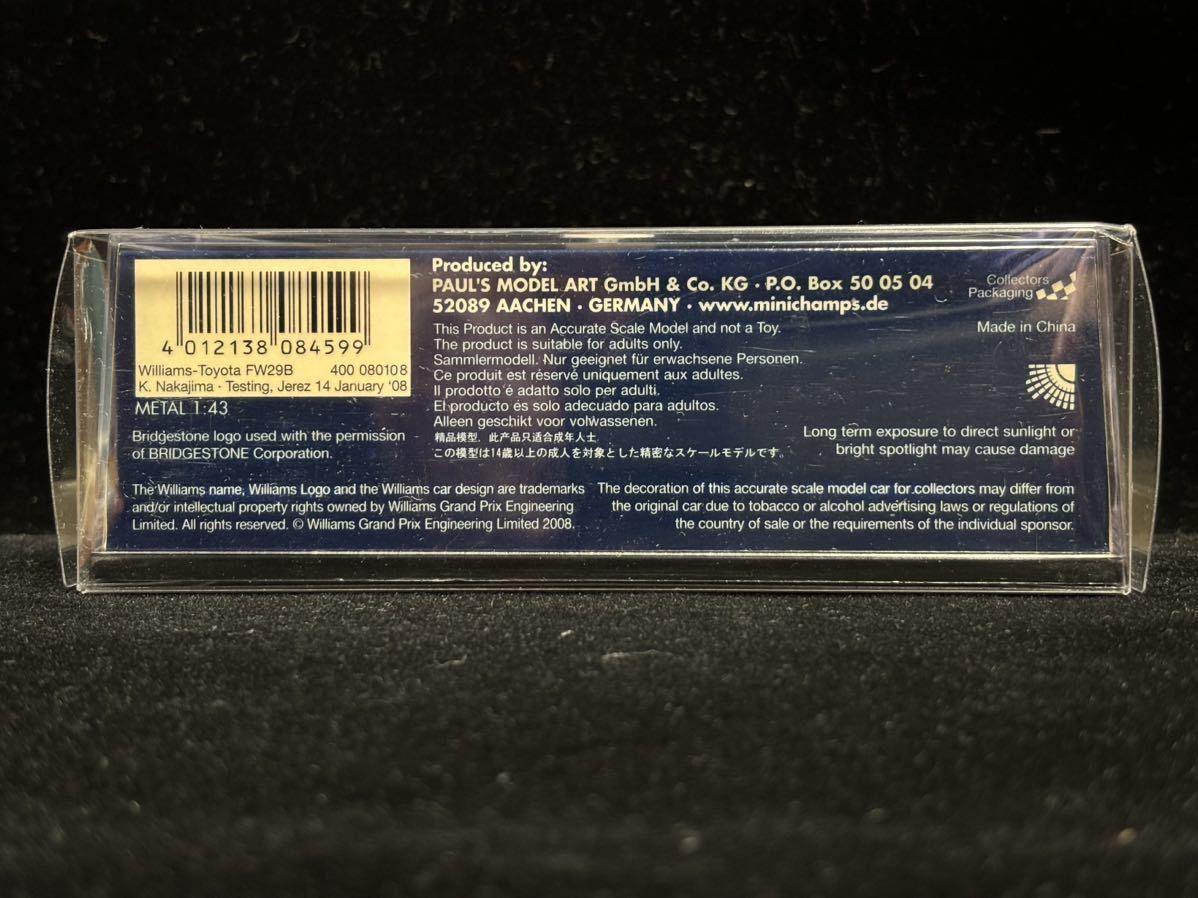 4 012138 084599
Williams-Toyota FW29B 400 080108
K. Nakajima · Testing, Jerez 14 January '08
METAL 1:43
Bridgestone logo used with the permission
of BRIDGESTONE Corporation.
Produced by:
PAUL'S MODEL ART GmbH & Co. KG · P.O. Box 50 05 04
52089 AACHEN · GERMANY · www.minichamps.de
This Product is an Accurate Scale Model and not a Toy.
The product is suitable for adults only.
Sammlermodell. Nur geeignet für erwachsene Personen.
Ce produit est réservé uniquement aux adultes.
Il prodotto é adatto solo per adulti.
El producto és solo adecuado para adultos.
Alleen geschikt voor volwassenen.
精品模型，此产品只适合成年人士.
この模型は14歳以上の成人を対象とした精密なスケールモデルです。
Collectors
Packaging
Made in China
Long term exposure to direct sunlight or
bright spotlight may cause damage
The Williams name, Williams Logo and the Williams car design are trademarks
and/or intellectual property rights owned by Williams Grand Prix Engineering
Limited. All rights reserved. © Williams Grand Prix Engineering Limited 2008.
The decoration of this accurate scale model car for collectors may differ from
the original car due to tobacco or alcohol advertising laws or regulations of
the country of sale or the requirements of the individual sponsor.